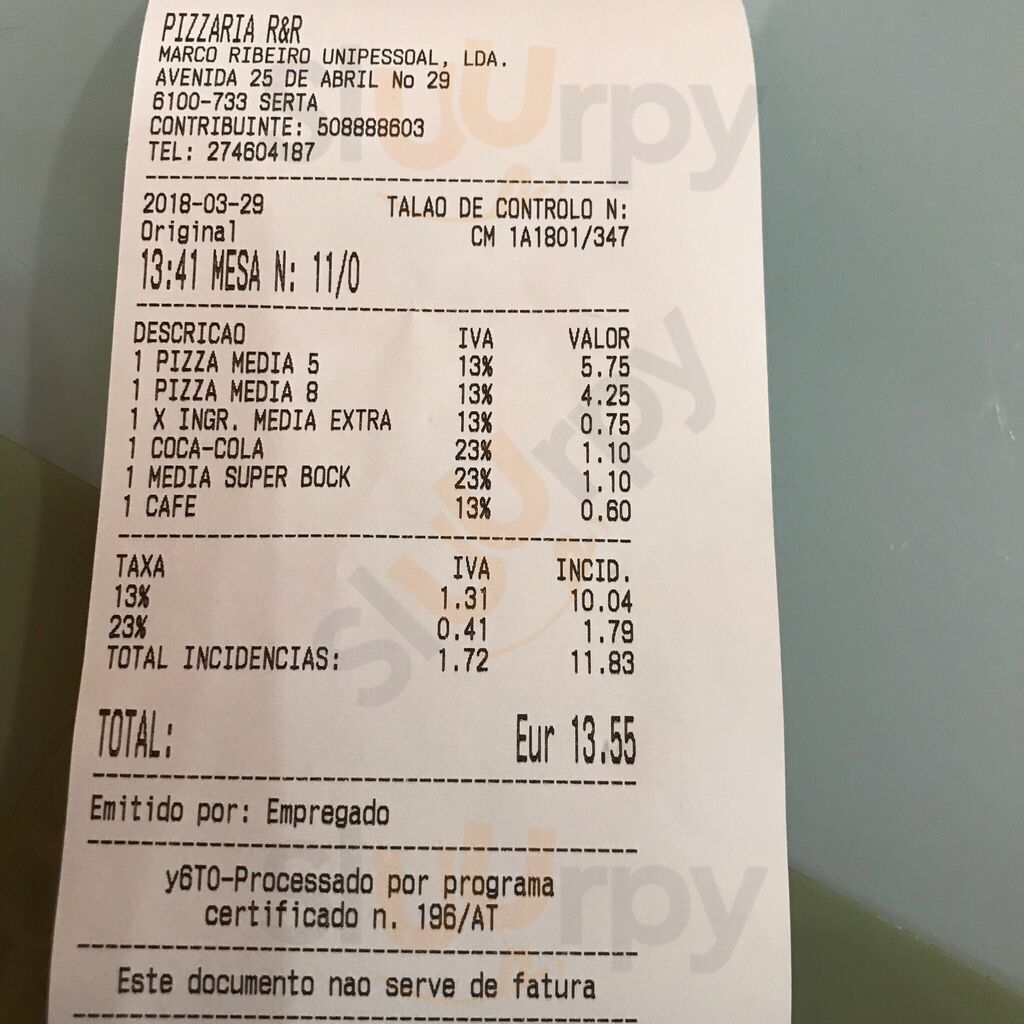 PIZZARIA R&R
MARCO RIBEIRO UNIPESSOAL, LDA.
AVENIDA 25 DE ABRIL No 29
6100-733 SERTA
CONTRIBUINTE: 508888603
TEL: 274604187
2018-03-29 TALAO DE CONTROLO N:
Original CM 1A1801/347
13:41 MESA N: 11/0
DESCRICAO IVA VALOR
1 PIZZA MEDIA 5 13% 5.75
1 PIZZA MEDIA 8 13% 4.25
1 X INGR. MEDIA EXTRA 13% 0.75
1 COCA-COLA 23% 1.10
1 MEDIA SUPER BOCK 23% 1.10
1 CAFE 13% 0.60
TAXA IVA INCID.
13% 1.31 10.04
23% 0.41 1.79
TOTAL INCIDENCIAS: 1.72 11.83
TOTAL: Eur 13.55
Emitido por: Empregado
y6TO-Processado por programa
certificado n. 196/AT
Este documento nao serve de fatura
sluurpy
sluurpy
sluurpy